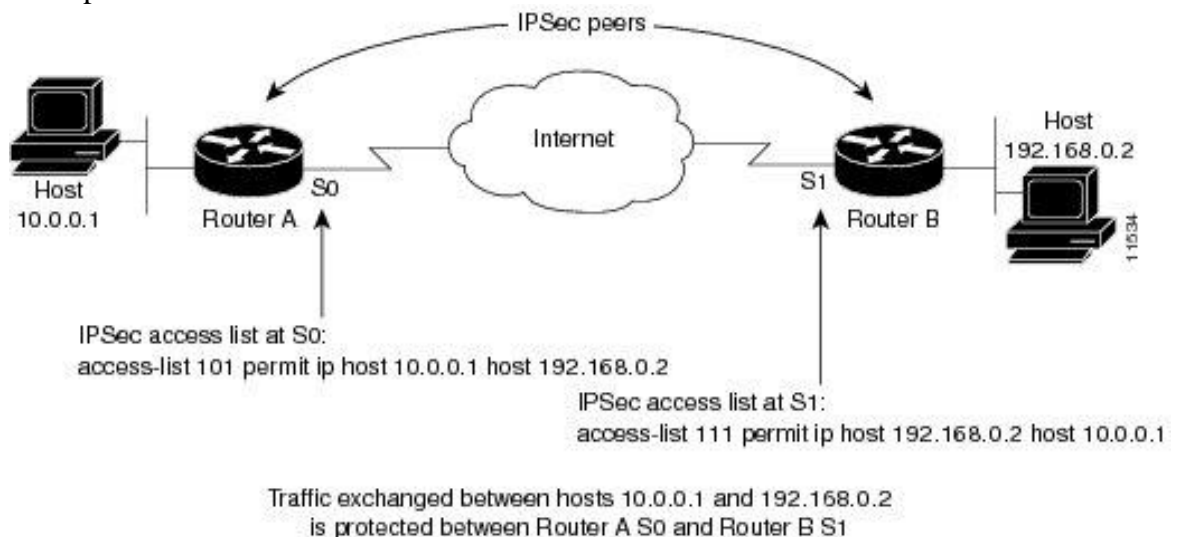 IPSec peers
Internet
Host
10.0.0.1
Router A
S0
S1
Router B
Host
192.168.0.2
11534
IPSec access list at S0:
access-list 101 permit ip host 10.0.0.1 host 192.168.0.2
IPSec access list at S1:
access-list 111 permit ip host 192.168.0.2 host 10.0.0.1
Traffic exchanged between hosts 10.0.0.1 and 192.168.0.2
is protected between Router A S0 and Router B S1